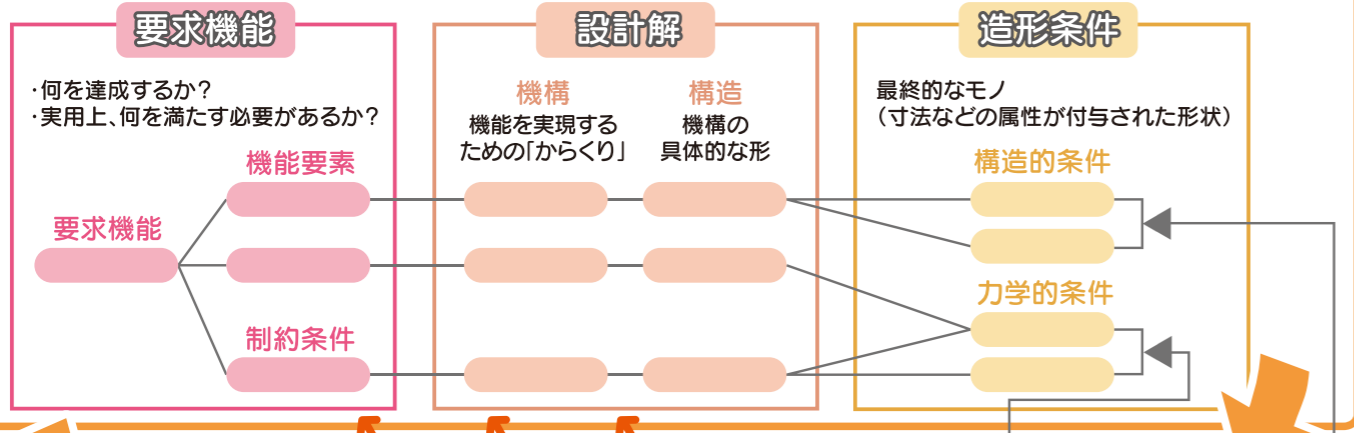 要求機能
・何を達成するか?
・実用上、何を満たす必要があるか?
機能要素
要求機能
制約条件
設計解
機構
機能を実現する
ための「からくり」
構造
機構の
具体的な形
造形条件
最終的なモノ
(寸法などの属性が付与された形状)
構造的条件
力学的条件